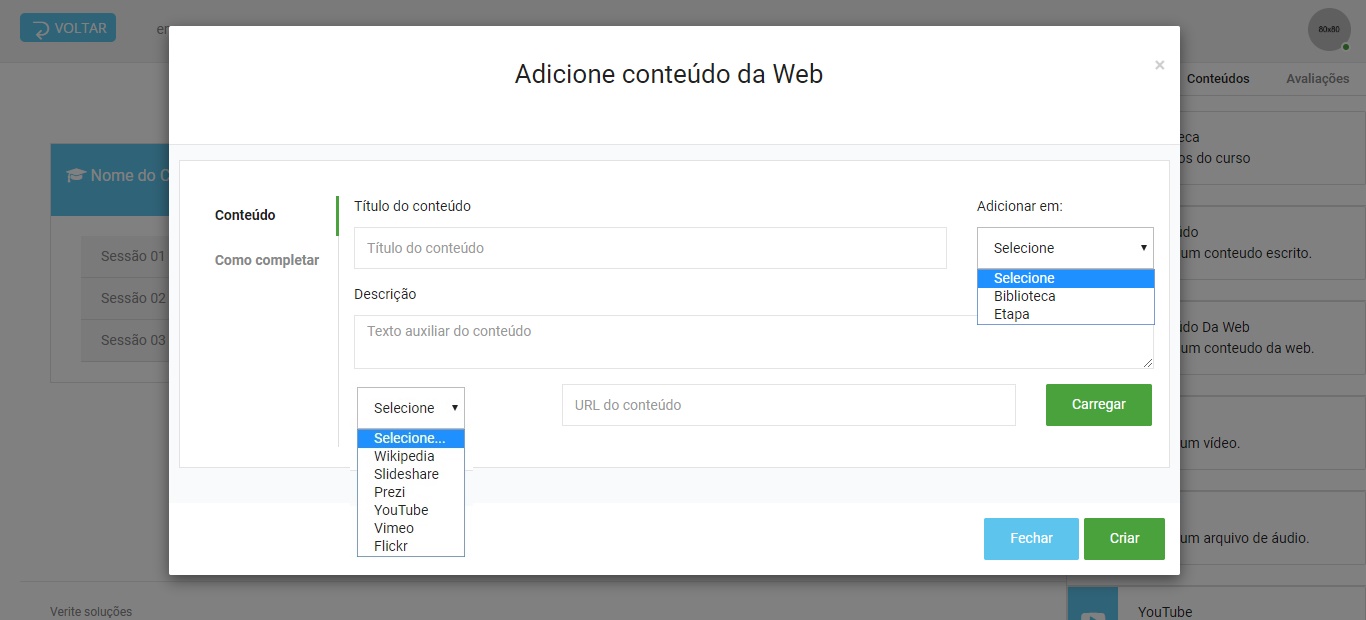 VOLTAR
80x80
Adicione conteúdo da Web
×
Conteúdos
Avaliações
Nome do C
Sessão 01
Sessão 02
Sessão 03
Conteúdo
Como completar
Título do conteúdo
Título do conteúdo
Adicionar em:
Selecione
Selecione
Biblioteca
Etapa
Descrição
Texto auxiliar do conteúdo
Selecione
Selecione...
Wikipedia
Slideshare
Prezi
YouTube
Vimeo
Flickr
URL do conteúdo
Carregar
Fechar
Criar
eca
os do curso
údo
um conteudo escrito.
údo Da Web
um conteudo da web.
um vídeo.
um arquivo de áudio.
YouTube
Verite soluções